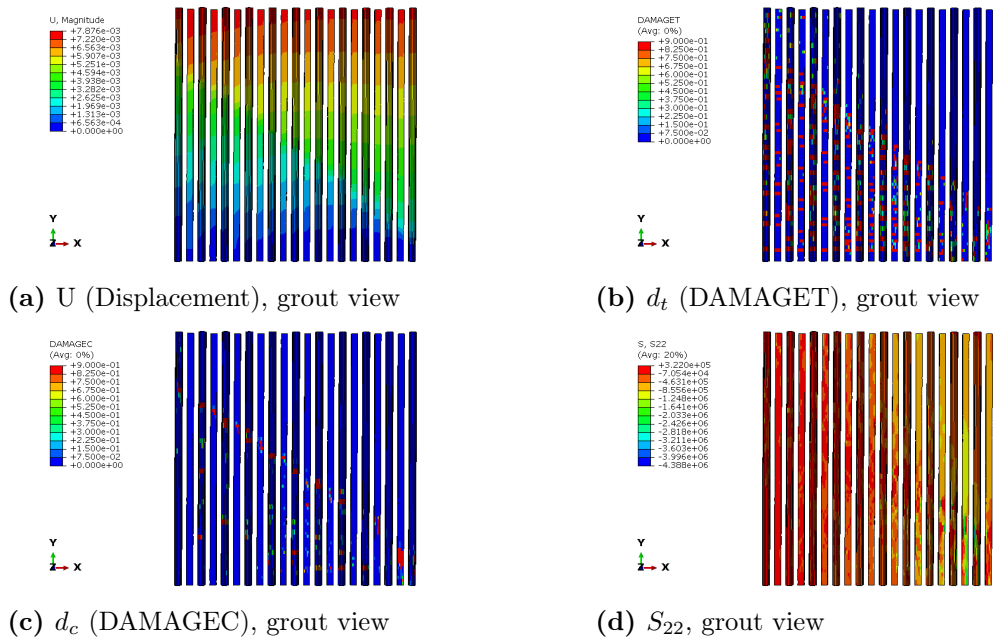 U, Magnitude
+7.876e-03
+7.220e-03
+6.563e-03
+5.907e-03
+5.251e-03
+4.594e-03
+3.938e-03
+3.282e-03
+2.625e-03
+1.969e-03
+1.313e-03
+6.563e-04
+0.000e+00
Y
Z X
(a) U (Displacement), grout view
DAMAGET
(Avg: 0%)
+9.000e-01
+8.250e-01
+7.500e-01
+6.750e-01
+6.000e-01
+5.250e-01
+4.500e-01
+3.750e-01
+3.000e-01
+2.250e-01
+1.500e-01
+7.500e-02
+0.000e+00
Y
Z X
(b) d_t (DAMAGET), grout view
DAMAGEC
(Avg: 0%)
+9.000e-01
+8.250e-01
+7.500e-01
+6.750e-01
+6.000e-01
+5.250e-01
+4.500e-01
+3.750e-01
+3.000e-01
+2.250e-01
+1.500e-01
+7.500e-02
+0.000e+00
Y
Z X
(c) d_c (DAMAGEC), grout view
S, S22
(Avg: 20%)
+3.220e+05
-7.054e+04
-4.631e+05
-8.556e+05
-1.248e+06
-1.641e+06
-2.033e+06
-2.426e+06
-2.818e+06
-3.211e+06
-3.603e+06
-3.996e+06
-4.388e+06
Y
Z X
(d) S_22, grout view